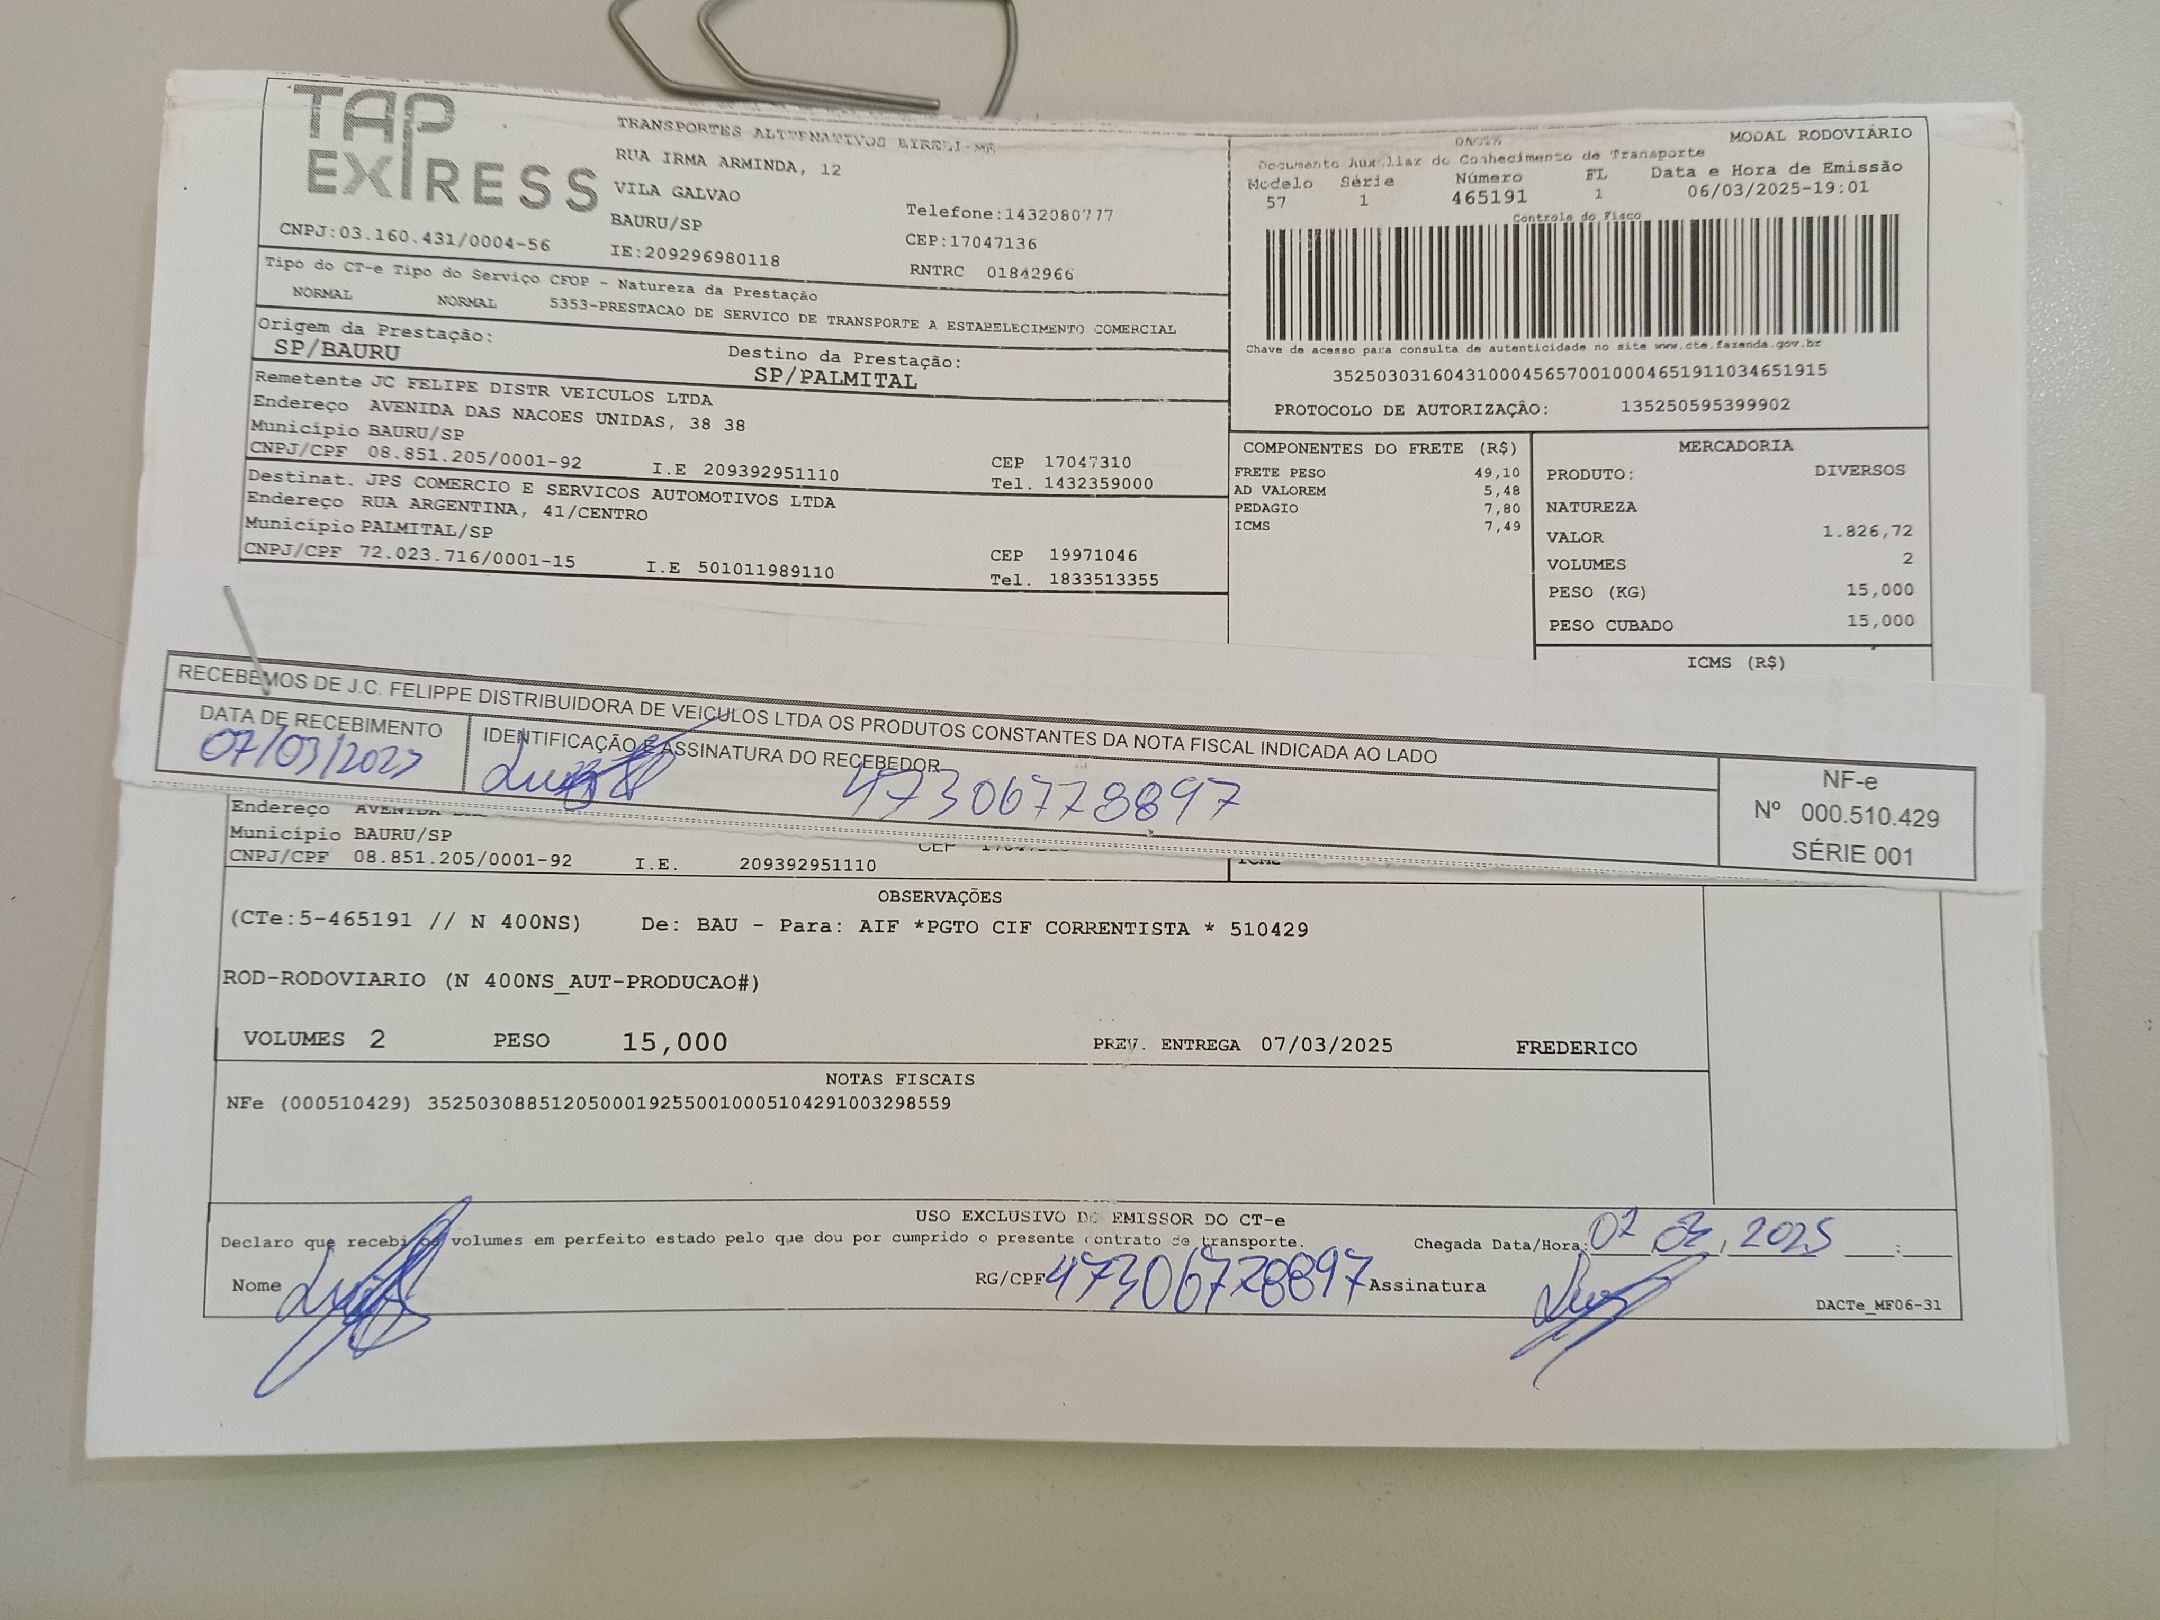 TAP EXPRESS
TRANSPORTES ALTERNATIVOS EIRELI-ME
RUA IRMA ARMINDA, 12
VILA GALVAO
BAURU/SP
IE:209296980118
Telefone:1432080777
CEP:17047136
RNTRC 01842966
CNPJ:03.160.431/0004-56
DACTE
MODAL RODOVIÁRIO
Documento Auxiliar do Conhecimento de Transporte
Modelo Série Número FL Data e Hora de Emissão
57 1 465191 1 06/03/2025-19:01
Controle do Fisco
Chave de acesso para consulta de autenticidade no site www.cte.fazenda.gov.br
35250303160431000456570010004651911034651915
PROTOCOLO DE AUTORIZAÇÃO: 135250595399902
Tipo do CT-e Tipo do Serviço CFOP - Natureza da Prestação
NORMAL NORMAL 5353-PRESTACAO DE SERVICO DE TRANSPORTE A ESTABELECIMENTO COMERCIAL
Origem da Prestação:
SP/BAURU
Destino da Prestação:
SP/PALMITAL
Remetente JC FELIPE DISTR VEICULOS LTDA
Endereço AVENIDA DAS NACOES UNIDAS, 38 38
Município BAURU/SP
CEP 17047310
CNPJ/CPF 08.851.205/0001-92 I.E 209392951110 Tel. 1432359000
Destinat. JPS COMERCIO E SERVICOS AUTOMOTIVOS LTDA
Endereço RUA ARGENTINA, 41/CENTRO
Município PALMITAL/SP
CEP 19971046
CNPJ/CPF 72.023.716/0001-15 I.E 501011989110 Tel. 1833513355
COMPONENTES DO FRETE (R$)
FRETE PESO 49,10
AD VALOREM 5,48
PEDAGIO 7,80
ICMS 7,49
MERCADORIA
PRODUTO: DIVERSOS
NATUREZA
VALOR 1.826,72
VOLUMES 2
PESO (KG) 15,000
PESO CUBADO 15,000
ICMS (R$)
RECEBEMOS DE J.C. FELIPPE DISTRIBUIDORA DE VEICULOS LTDA OS PRODUTOS CONSTANTES DA NOTA FISCAL INDICADA AO LADO
DATA DE RECEBIMENTO
07/03/202
IDENTIFICAÇÃO E ASSINATURA DO RECEBEDOR
Luiz 47306778897
NF-e
Nº 000.510.429
SÉRIE 001
Endereço AVENIDA
Município BAURU/SP
CEP
CNPJ/CPF 08.851.205/0001-92 I.E. 209392951110
ICMS
OBSERVAÇÕES
(CTe:5-465191 // N 400NS) De: BAU - Para: AIF *PGTO CIF CORRENTISTA * 510429
ROD-RODOVIARIO (N 400NS_AUT-PRODUCAO#)
VOLUMES 2 PESO 15,000 PREV. ENTREGA 07/03/2025 FREDERICO
NOTAS FISCAIS
NFe (000510429) 35250308851205000192550010005104291003298559
USO EXCLUSIVO DO EMISSOR DO CT-e
Declaro que recebi os volumes em perfeito estado pelo que dou por cumprido o presente contrato de transporte.
Chegada Data/Hora: 07 03 2025 :
Nome Luiz RG/CPF 47306728897 Assinatura Luiz
DACTe_MF06-31